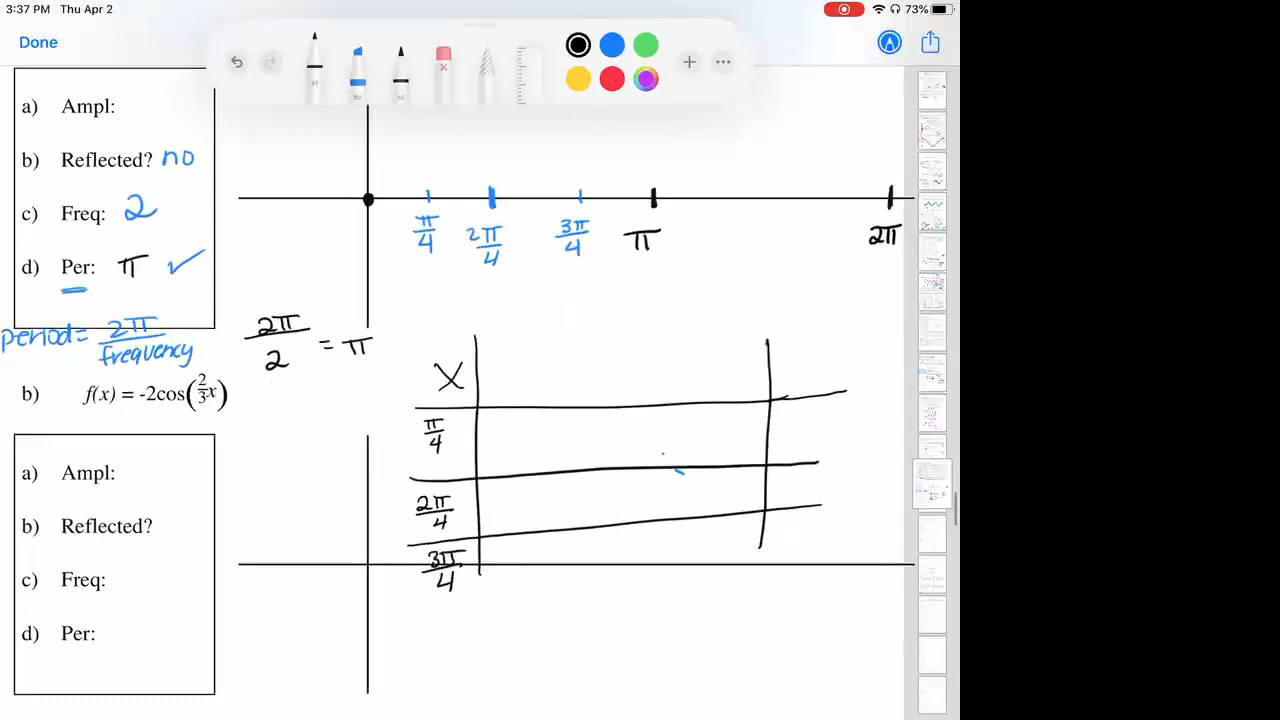 3:37 PM Thu Apr 2
73%
Done
a) Ampl:
b) Reflected? no
c) Freq: 2
d) Per: π ✓
π/4
2π/4
3π/4
π
2π
period = 2π/frequency
2π/2 = π
b) f(x) = -2cos(2/3x)
X
π/4
2π/4
3π/4
a) Ampl:
b) Reflected?
c) Freq:
d) Per: